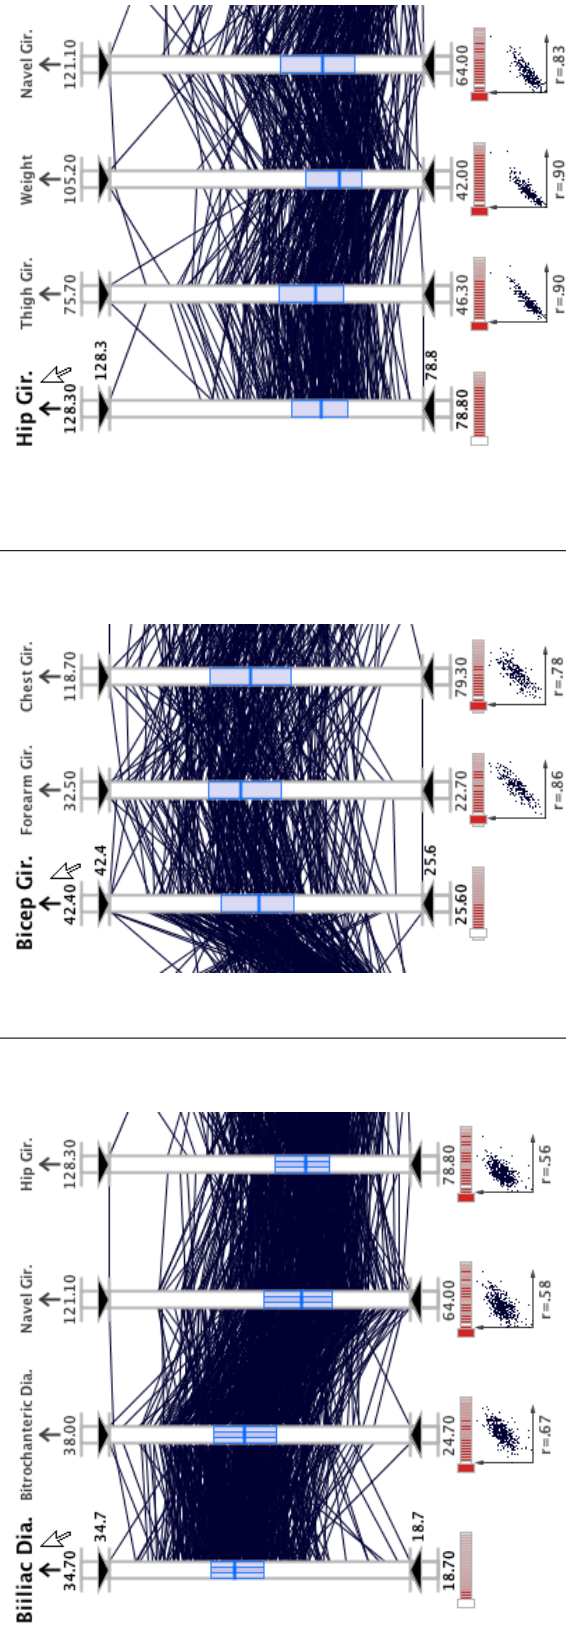 Hip Gir.
128.30
128.3
78.8
78.80
Thigh Gir.
75.70
46.30
r=.90
Weight
105.20
42.00
r=.90
Navel Gir.
121.10
64.00
r=.83
Bicep Gir.
42.40
42.4
25.6
25.60
Forearm Gir.
32.50
22.70
r=.86
Chest Gir.
118.70
79.30
r=.78
Biiliac Dia.
34.70
34.7
18.7
18.70
Bitrochanteric Dia.
38.00
24.70
r=.67
Navel Gir.
121.10
64.00
r=.58
Hip Gir.
128.30
78.80
r=.56